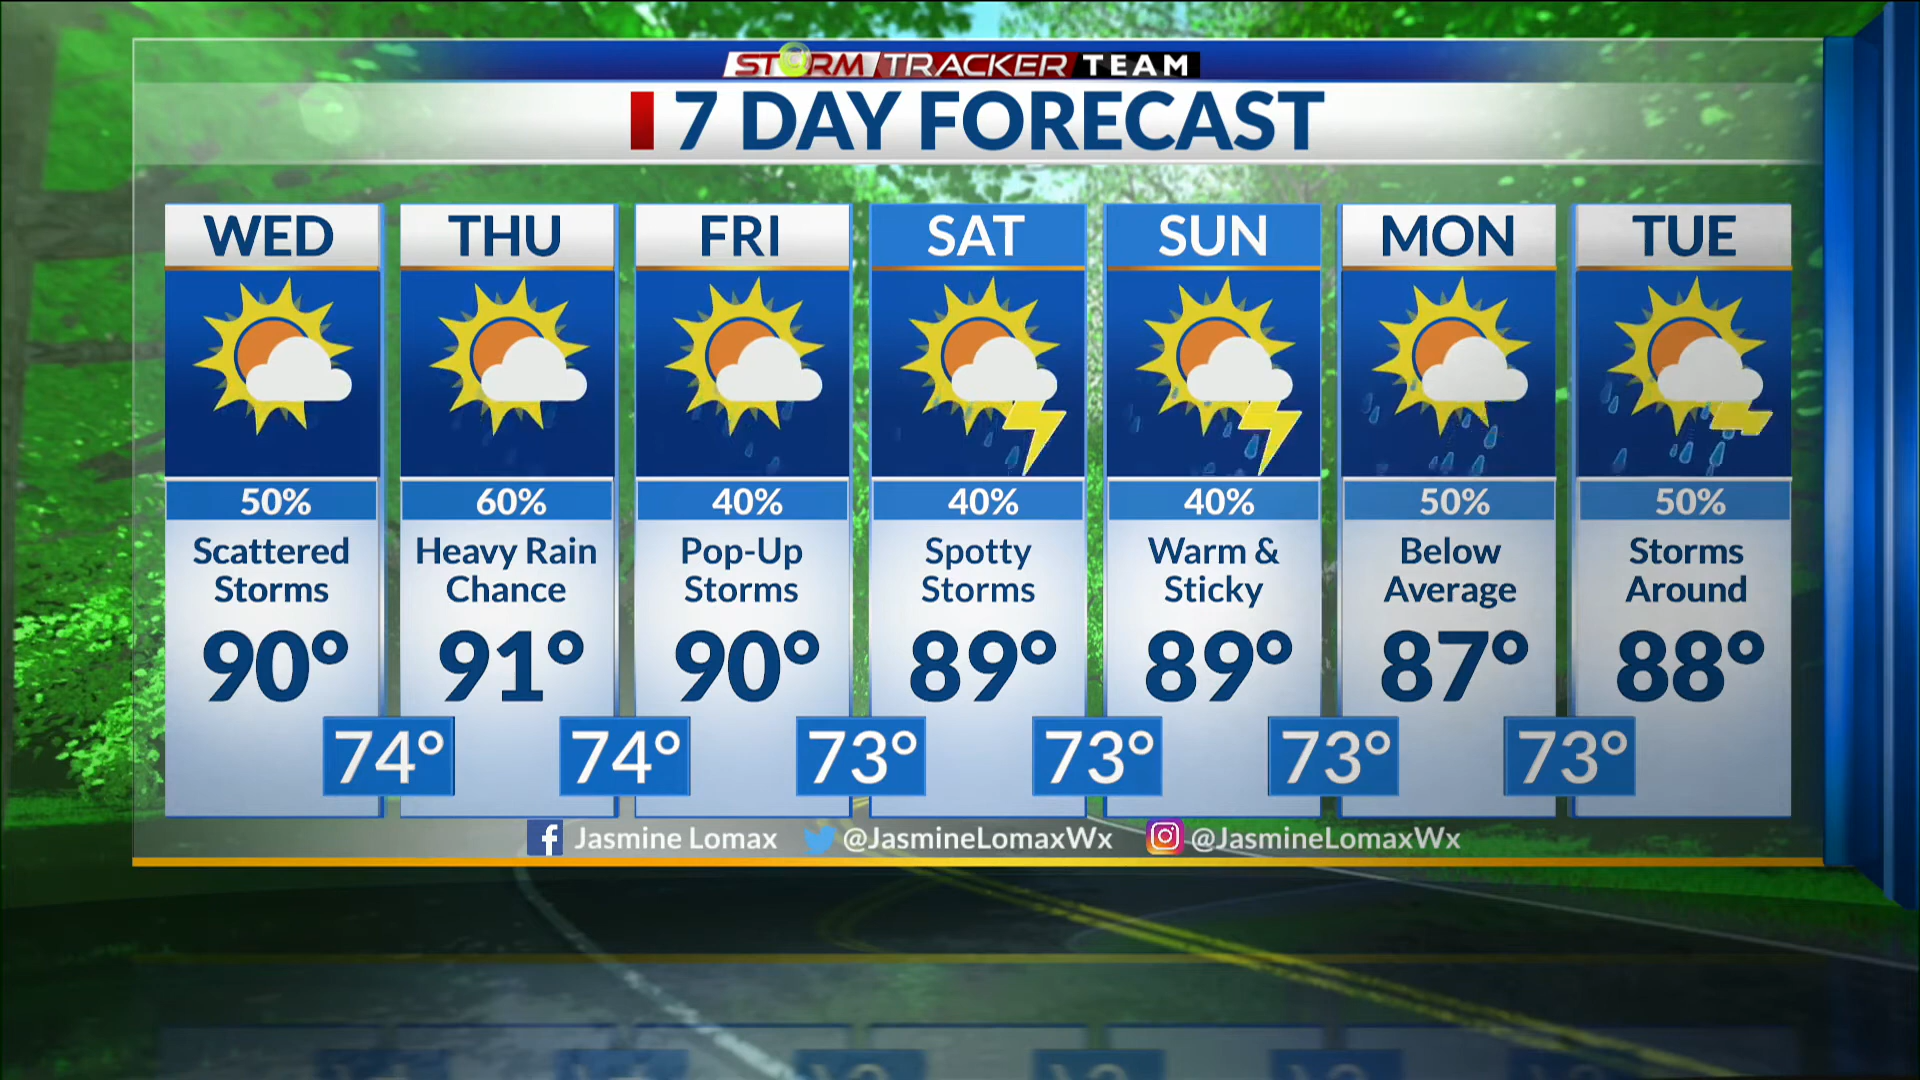 STORM TRACKER TEAM
7 DAY FORECAST
WED THU FRI SAT SUN MON TUE
50% 60% 40% 40% 40% 50% 50%
Scattered Heavy Rain Pop-Up Spotty Warm & Below Storms
Storms Chance Storms Storms Sticky Average Around
90° 91° 90° 89° 89° 87° 88°
74° 74° 73° 73° 73° 73°
Jasmine Lomax @JasmineLomaxWx @JasmineLomaxWx